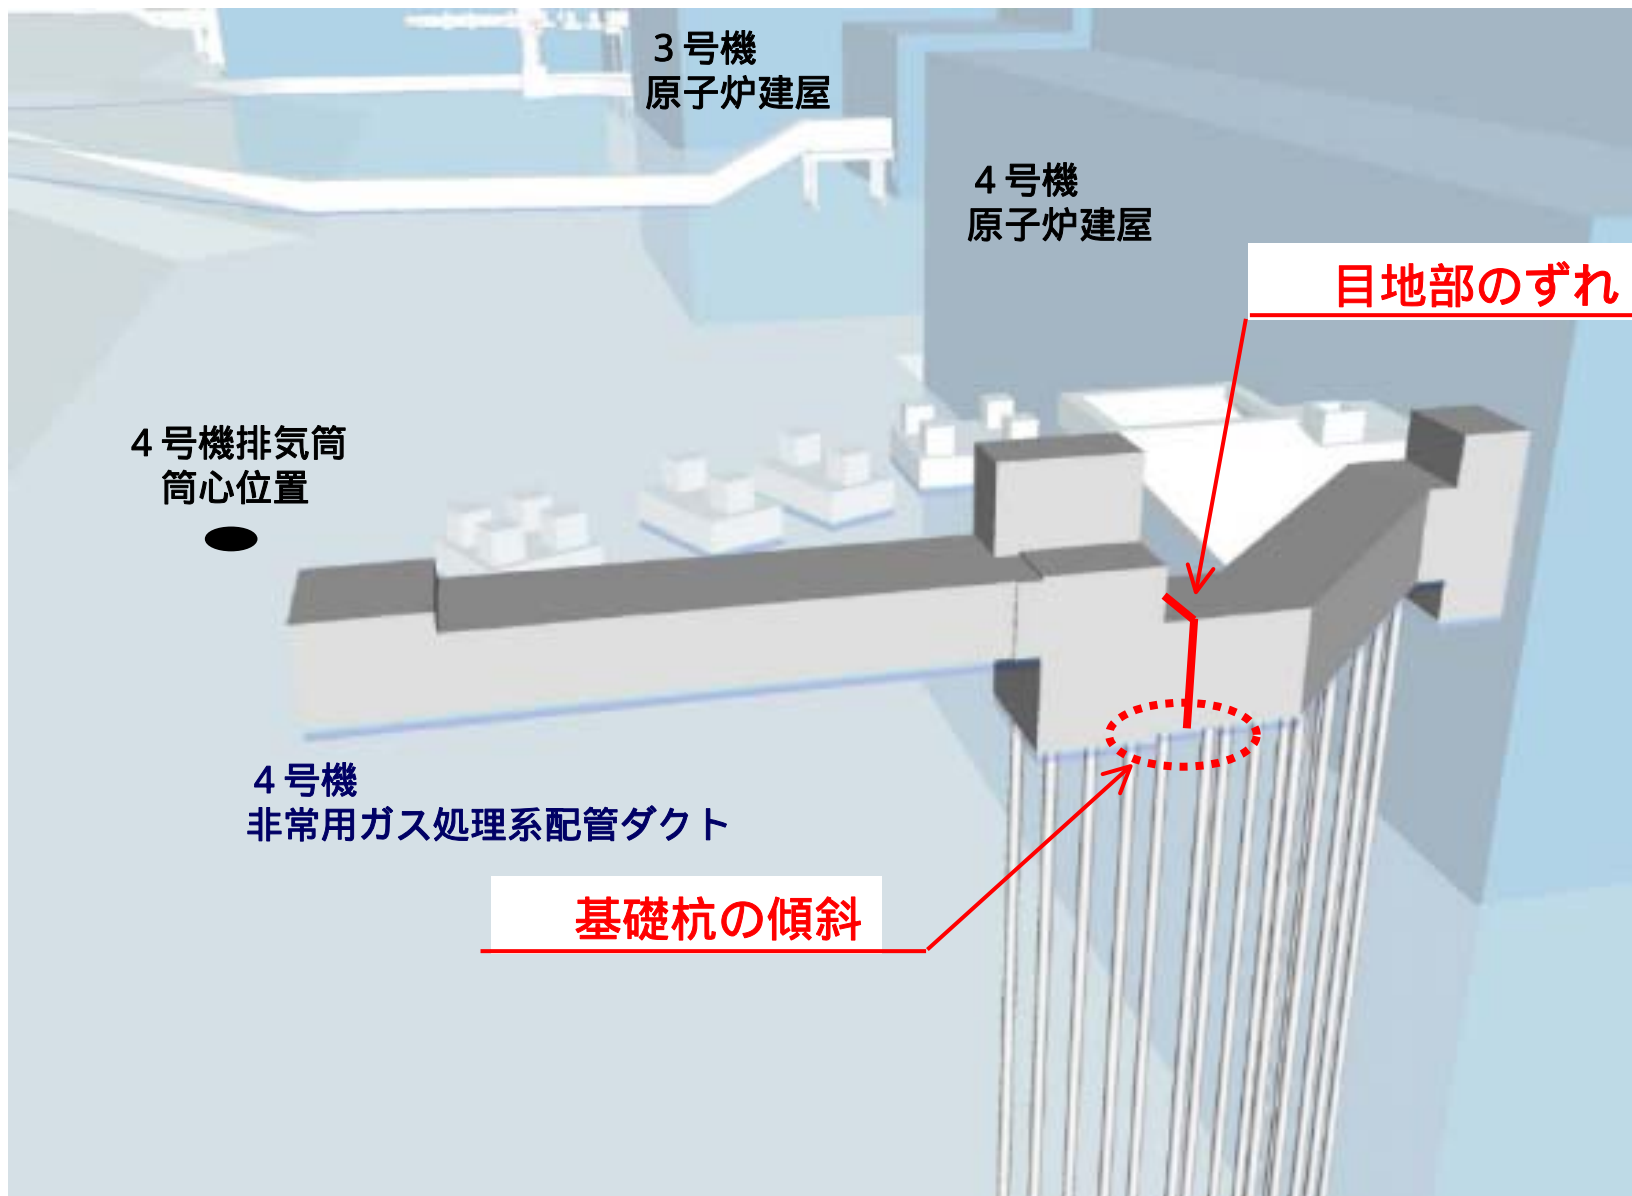 ３号機
原子炉建屋
４号機
原子炉建屋
目地部のずれ
４号機排気筒
筒心位置
４号機
非常用ガス処理系配管ダクト
基礎杭の傾斜